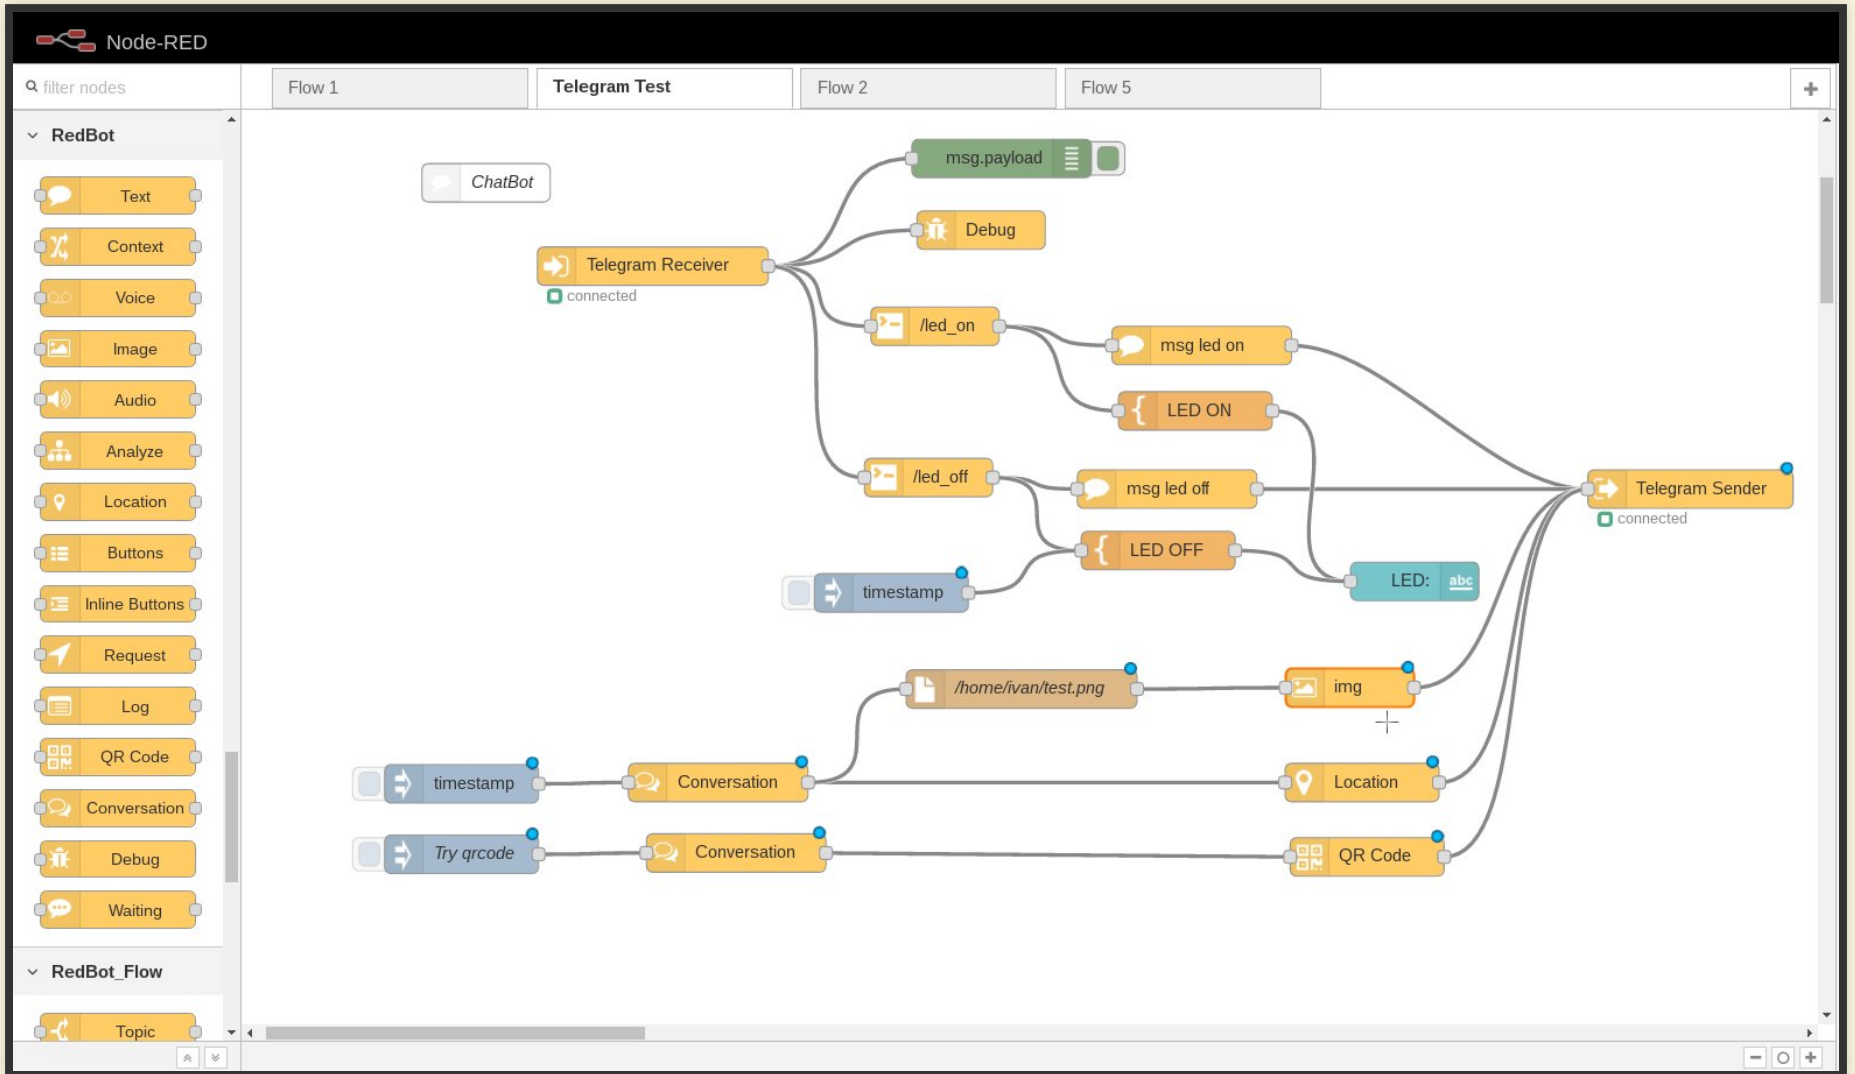 Node-RED
filter nodes
Flow 1
Telegram Test
Flow 2
Flow 5
RedBot
Text
Context
Voice
Image
Audio
Analyze
Location
Buttons
Inline Buttons
Request
Log
QR Code
Conversation
Debug
Waiting
RedBot_Flow
Topic
ChatBot
msg.payload
Debug
Telegram Receiver
connected
/led_on
msg led on
LED ON
/led_off
msg led off
Telegram Sender
connected
LED OFF
timestamp
LED:
abc
/home/ivan/test.png
img
timestamp
Conversation
Location
Try qrcode
Conversation
QR Code